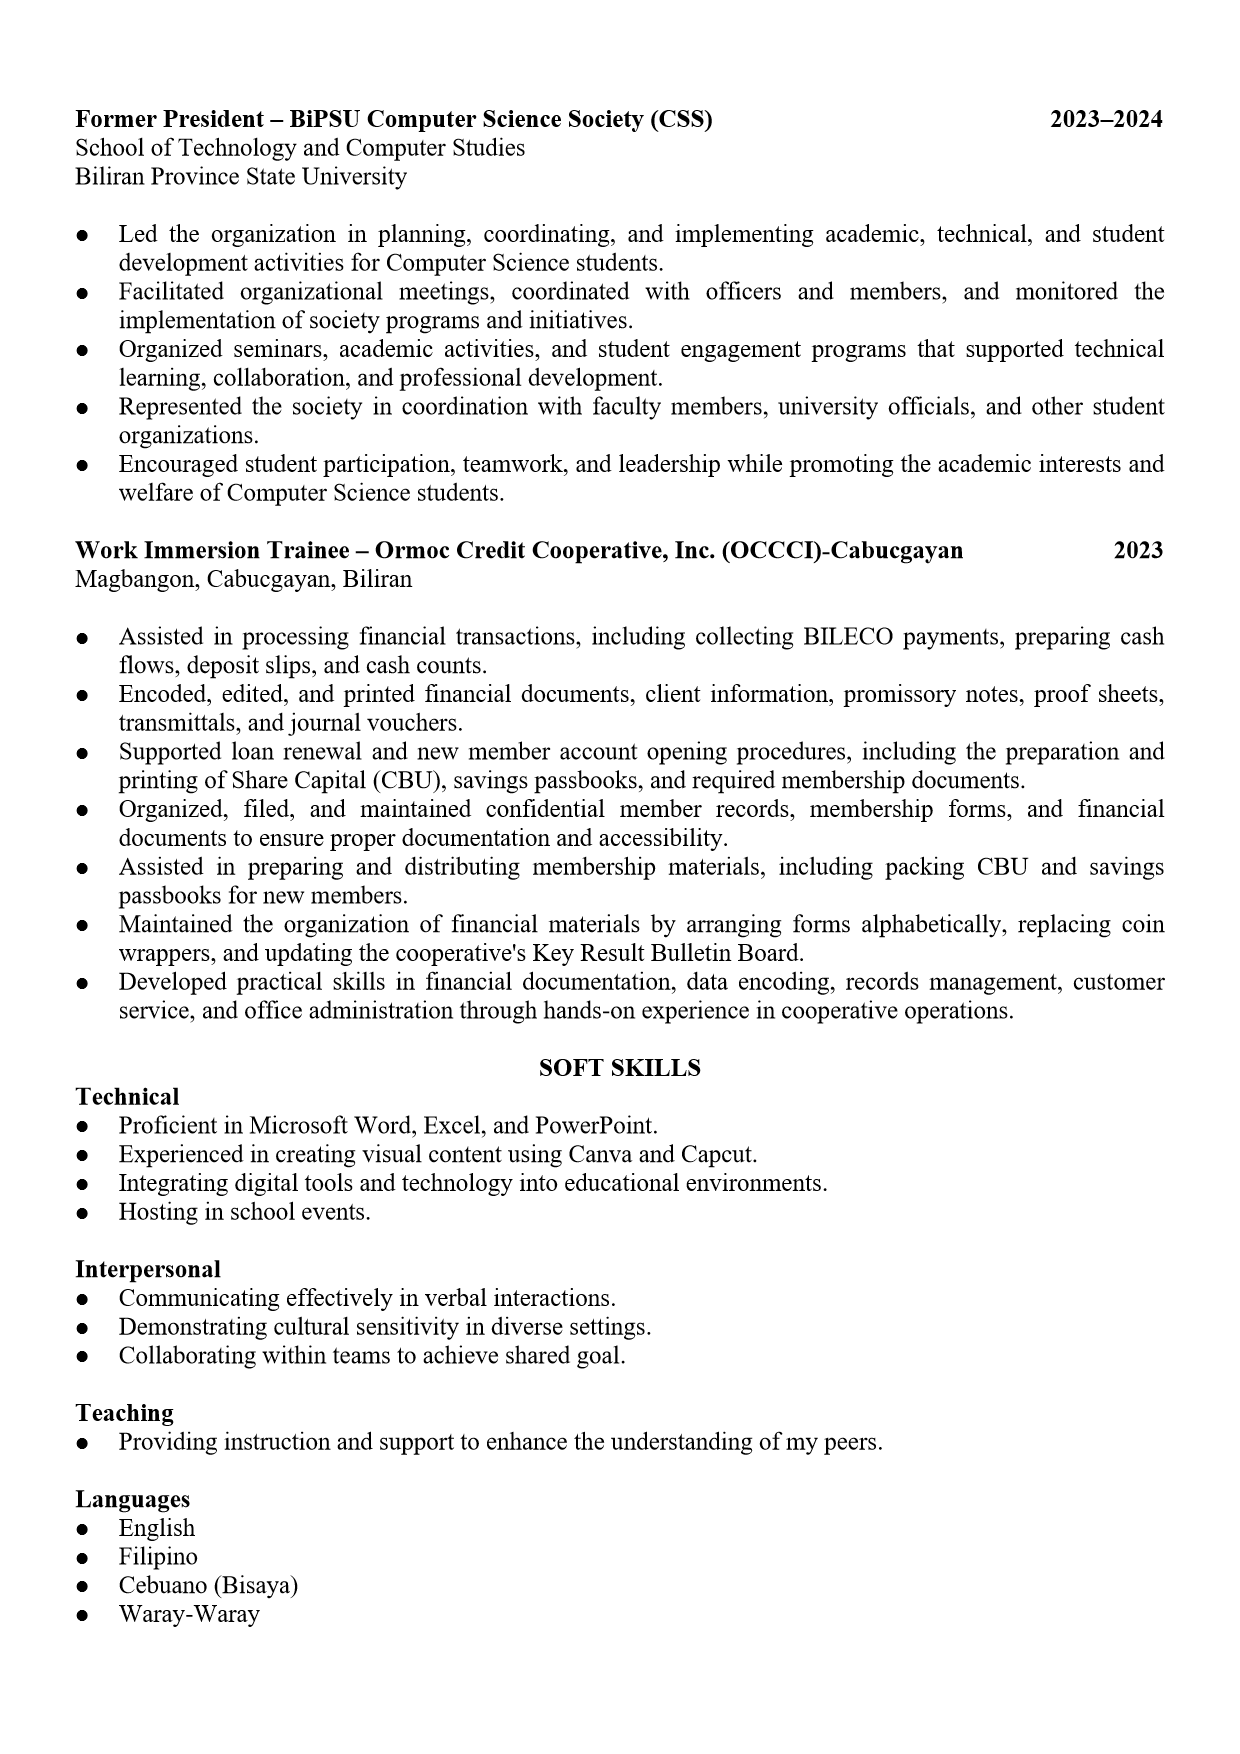 Former President – BiPSU Computer Science Society (CSS) 2023–2024
School of Technology and Computer Studies
Biliran Province State University
● Led the organization in planning, coordinating, and implementing academic, technical, and student
development activities for Computer Science students.
● Facilitated organizational meetings, coordinated with officers and members, and monitored the
implementation of society programs and initiatives.
● Organized seminars, academic activities, and student engagement programs that supported technical
learning, collaboration, and professional development.
● Represented the society in coordination with faculty members, university officials, and other student
organizations.
● Encouraged student participation, teamwork, and leadership while promoting the academic interests and
welfare of Computer Science students.
Work Immersion Trainee – Ormoc Credit Cooperative, Inc. (OCCCI)-Cabucgayan 2023
Magbangon, Cabucgayan, Biliran
● Assisted in processing financial transactions, including collecting BILECO payments, preparing cash
flows, deposit slips, and cash counts.
● Encoded, edited, and printed financial documents, client information, promissory notes, proof sheets,
transmittals, and journal vouchers.
● Supported loan renewal and new member account opening procedures, including the preparation and
printing of Share Capital (CBU), savings passbooks, and required membership documents.
● Organized, filed, and maintained confidential member records, membership forms, and financial
documents to ensure proper documentation and accessibility.
● Assisted in preparing and distributing membership materials, including packing CBU and savings
passbooks for new members.
● Maintained the organization of financial materials by arranging forms alphabetically, replacing coin
wrappers, and updating the cooperative's Key Result Bulletin Board.
● Developed practical skills in financial documentation, data encoding, records management, customer
service, and office administration through hands-on experience in cooperative operations.
SOFT SKILLS
Technical
● Proficient in Microsoft Word, Excel, and PowerPoint.
● Experienced in creating visual content using Canva and Capcut.
● Integrating digital tools and technology into educational environments.
● Hosting in school events.
Interpersonal
● Communicating effectively in verbal interactions.
● Demonstrating cultural sensitivity in diverse settings.
● Collaborating within teams to achieve shared goal.
Teaching
● Providing instruction and support to enhance the understanding of my peers.
Languages
● English
● Filipino
● Cebuano (Bisaya)
● Waray-Waray